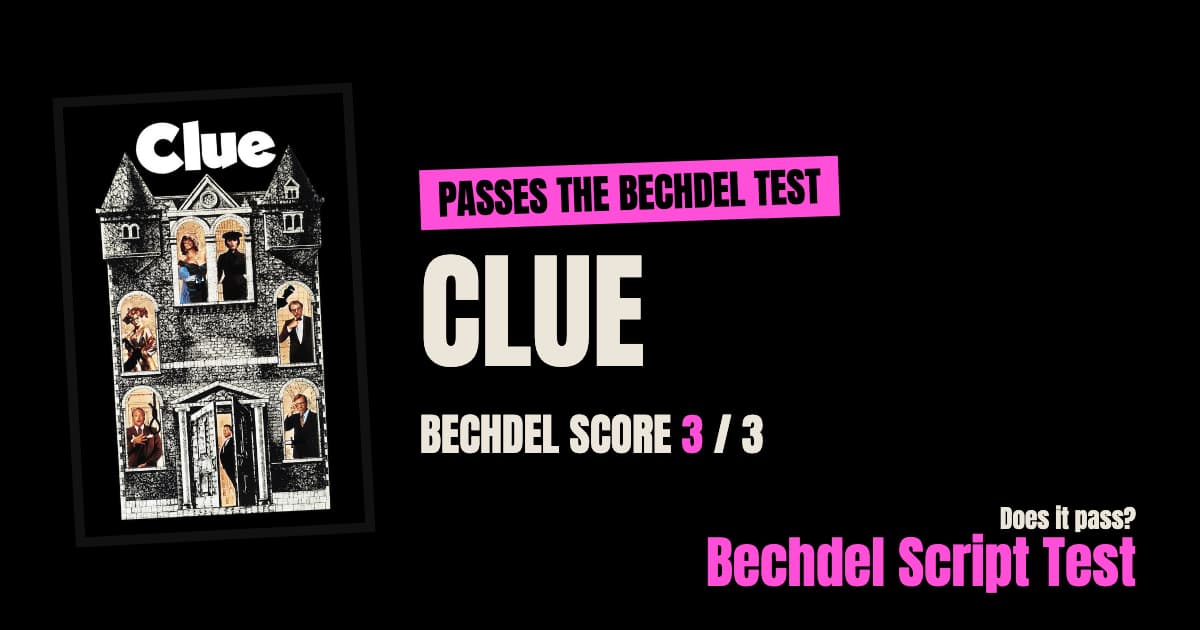 Clue
PASSES THE BECHDEL TEST
CLUE
BECHDEL SCORE 3 / 3
Does it pass?
Bechdel Script Test